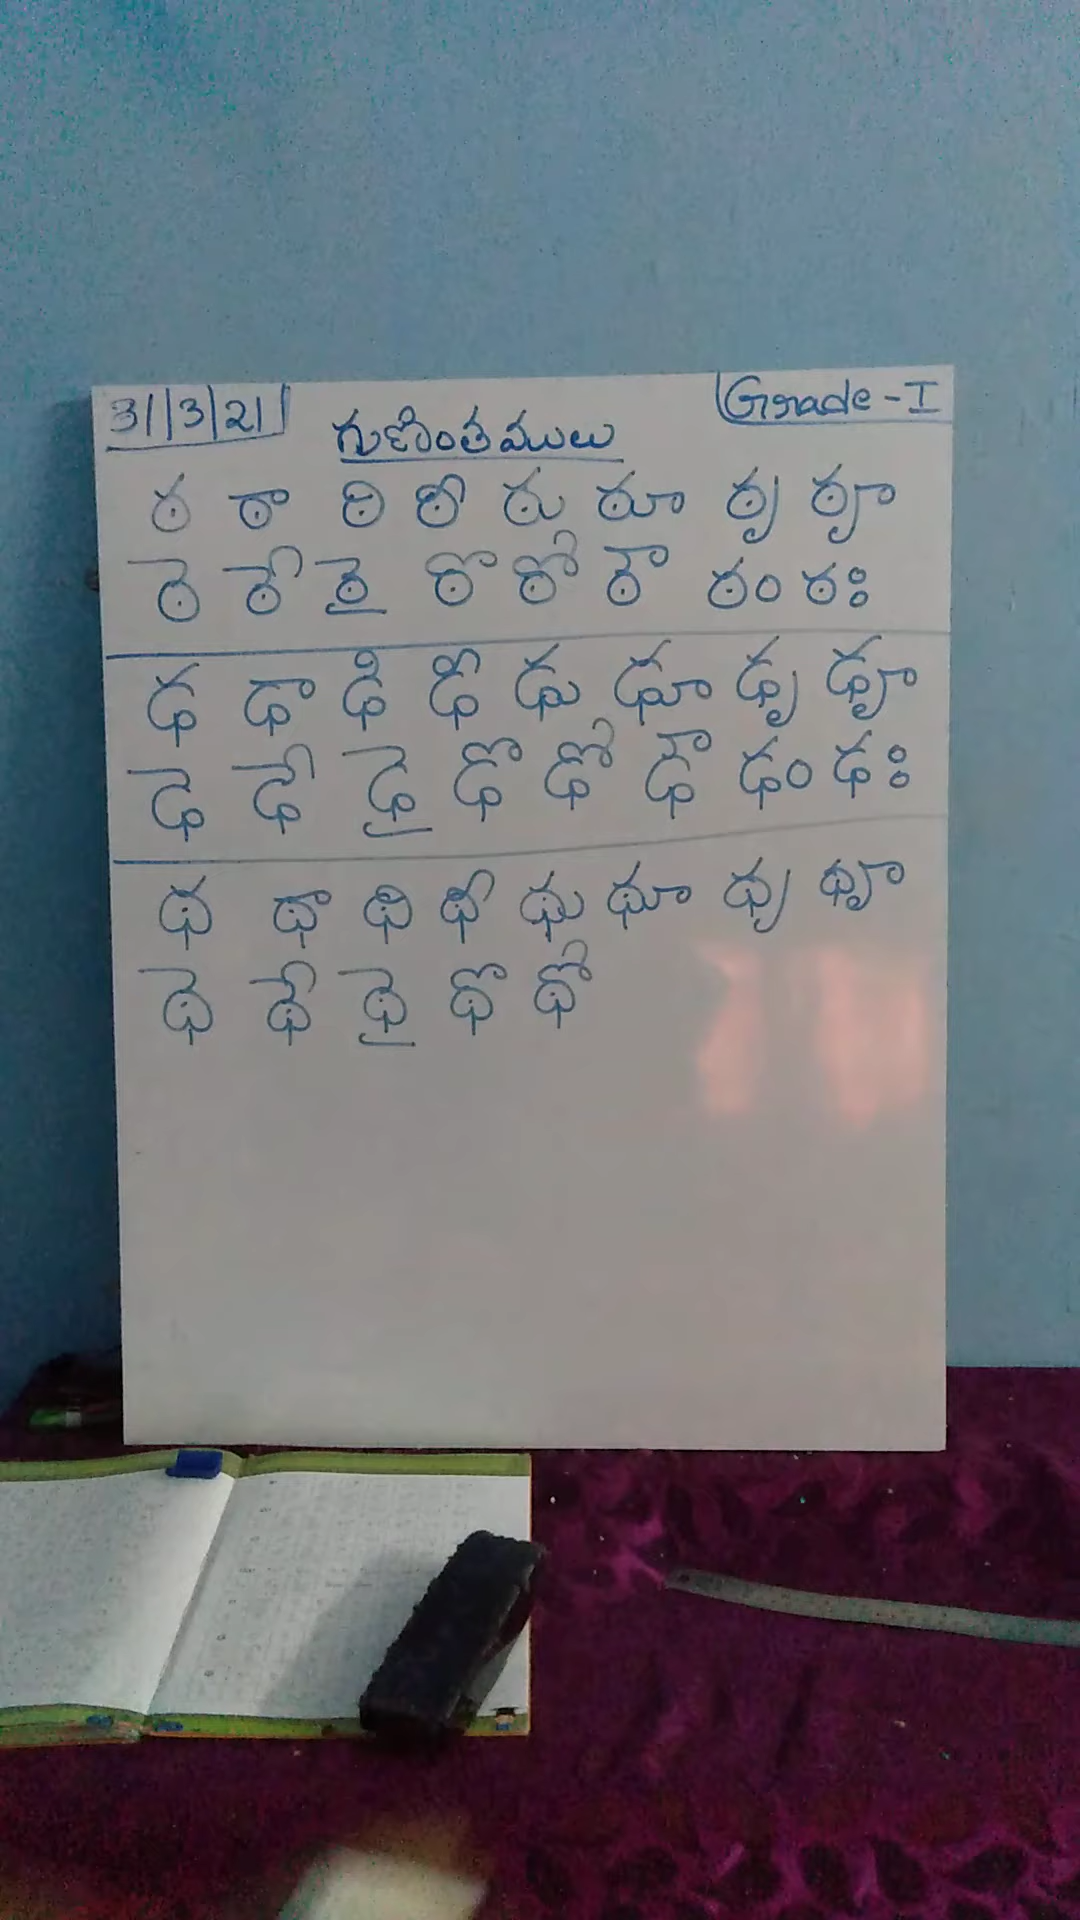 31/3/21
Grade-I
గుణింతములు
ఠ ఠా ఠి ఠీ ఠు ఠూ ఠృ ఠౄ
ఠె ఠే ఠై ఠొ ఠో ఠౌ ఠం ఠః
ఢ ఢా ఢి ఢీ ఢు ఢూ ఢృ ఢౄ
ఢె ఢే ఢై ఢొ ఢో ఢౌ ఢం ఢః
థ థా థి థీ థు థూ థృ థౄ
థె థే థై థొ థో